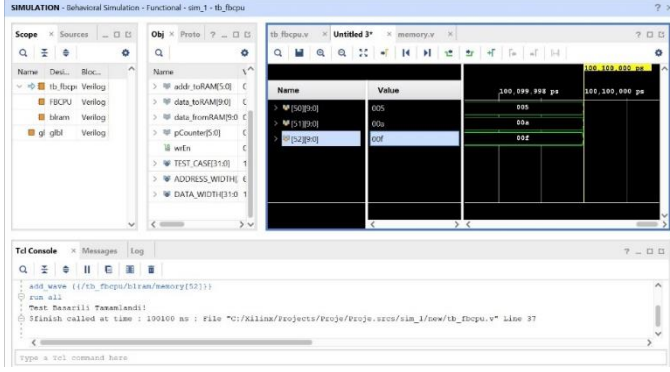 SIMULATION - Behavioral Simulation - Functional - sim_1 - tb_fbcpu
Scope × Sources
Name Desi... Bloc...
tb_fbcpu Verilog
FBCPU Verilog
blram Verilog
gl glbl Verilog
Obj × Proto
Name
addr_toRAM[5:0]
data_toRAM[9:0]
data_fromRAM[9:0
pCounter[5:0]
wrEn
TEST_CASE[31:0] 1
ADDRESS_WIDTH[
DATA_WIDTH[31:0 1
tb_fbcpu.v × Untitled 3* × memory.v ×
100,100,000 ps
Name Value 100,099,998 ps 100,100,000 ps
[50][9:0] 005 005
[51][9:0] 00a 00a
[52][9:0] 00f 00f
Tcl Console × Messages Log
add_wave {{/tb_fbcpu/blram/memory[52]}}
run all
Test Basarili Tamamlandi!
$finish called at time : 100100 ns : File "C:/Xilinx/Projects/Proje/Proje.srcs/sim_1/new/tb_fbcpu.v" Line 37
Type a Tcl command here